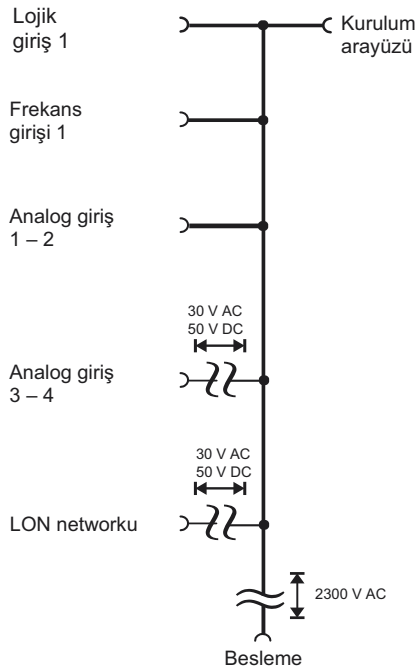 Lojik
giriş 1
Kurulum
arayüzü
Frekans
girişi 1
Analog giriş
1 – 2
30 V AC
50 V DC
Analog giriş
3 – 4
30 V AC
50 V DC
LON networku
2300 V AC
Besleme